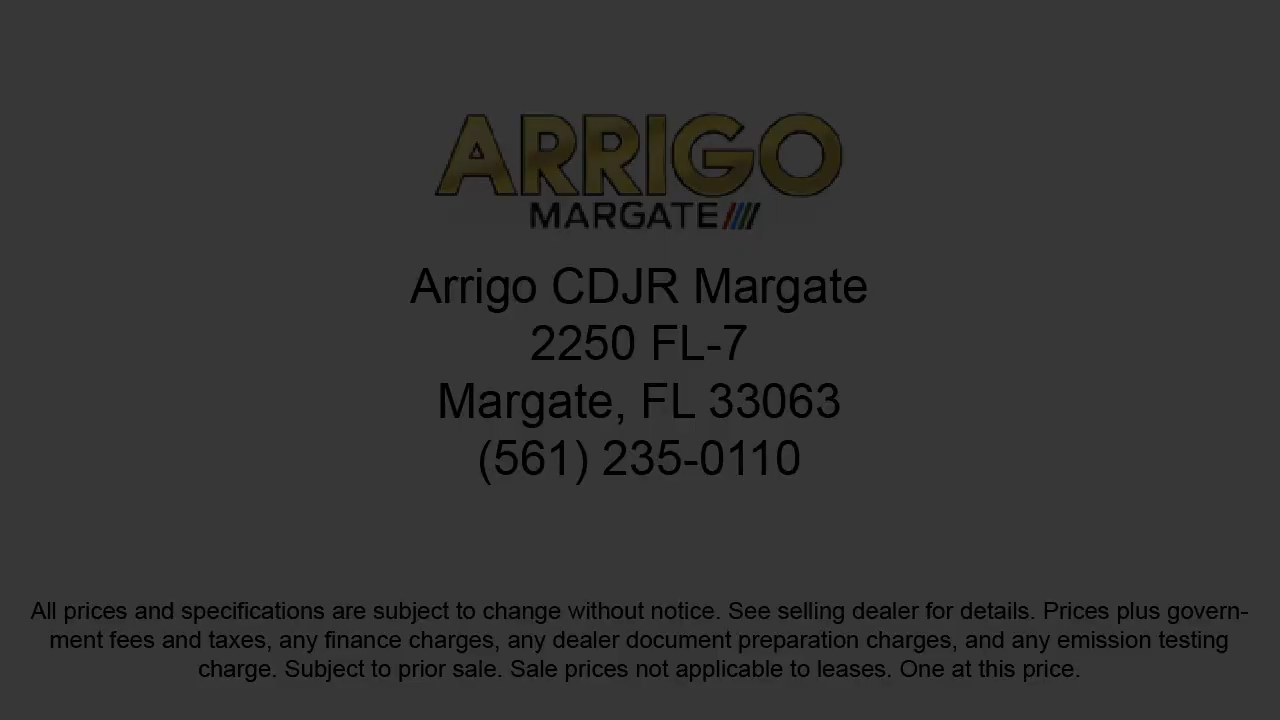 ARRIGO
MARGATE
Arrigo CDJR Margate
2250 FL-7
Margate, FL 33063
(561) 235-0110
All prices and specifications are subject to change without notice. See selling dealer for details. Prices plus govern-
ment fees and taxes, any finance charges, any dealer document preparation charges, and any emission testing
charge. Subject to prior sale. Sale prices not applicable to leases. One at this price.